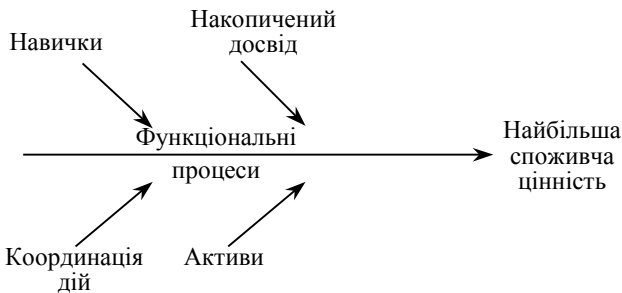 Навички
Накопичений
досвід
Функціональні
процеси
Найбільша
споживча
цінність
Координація
дій
Активи